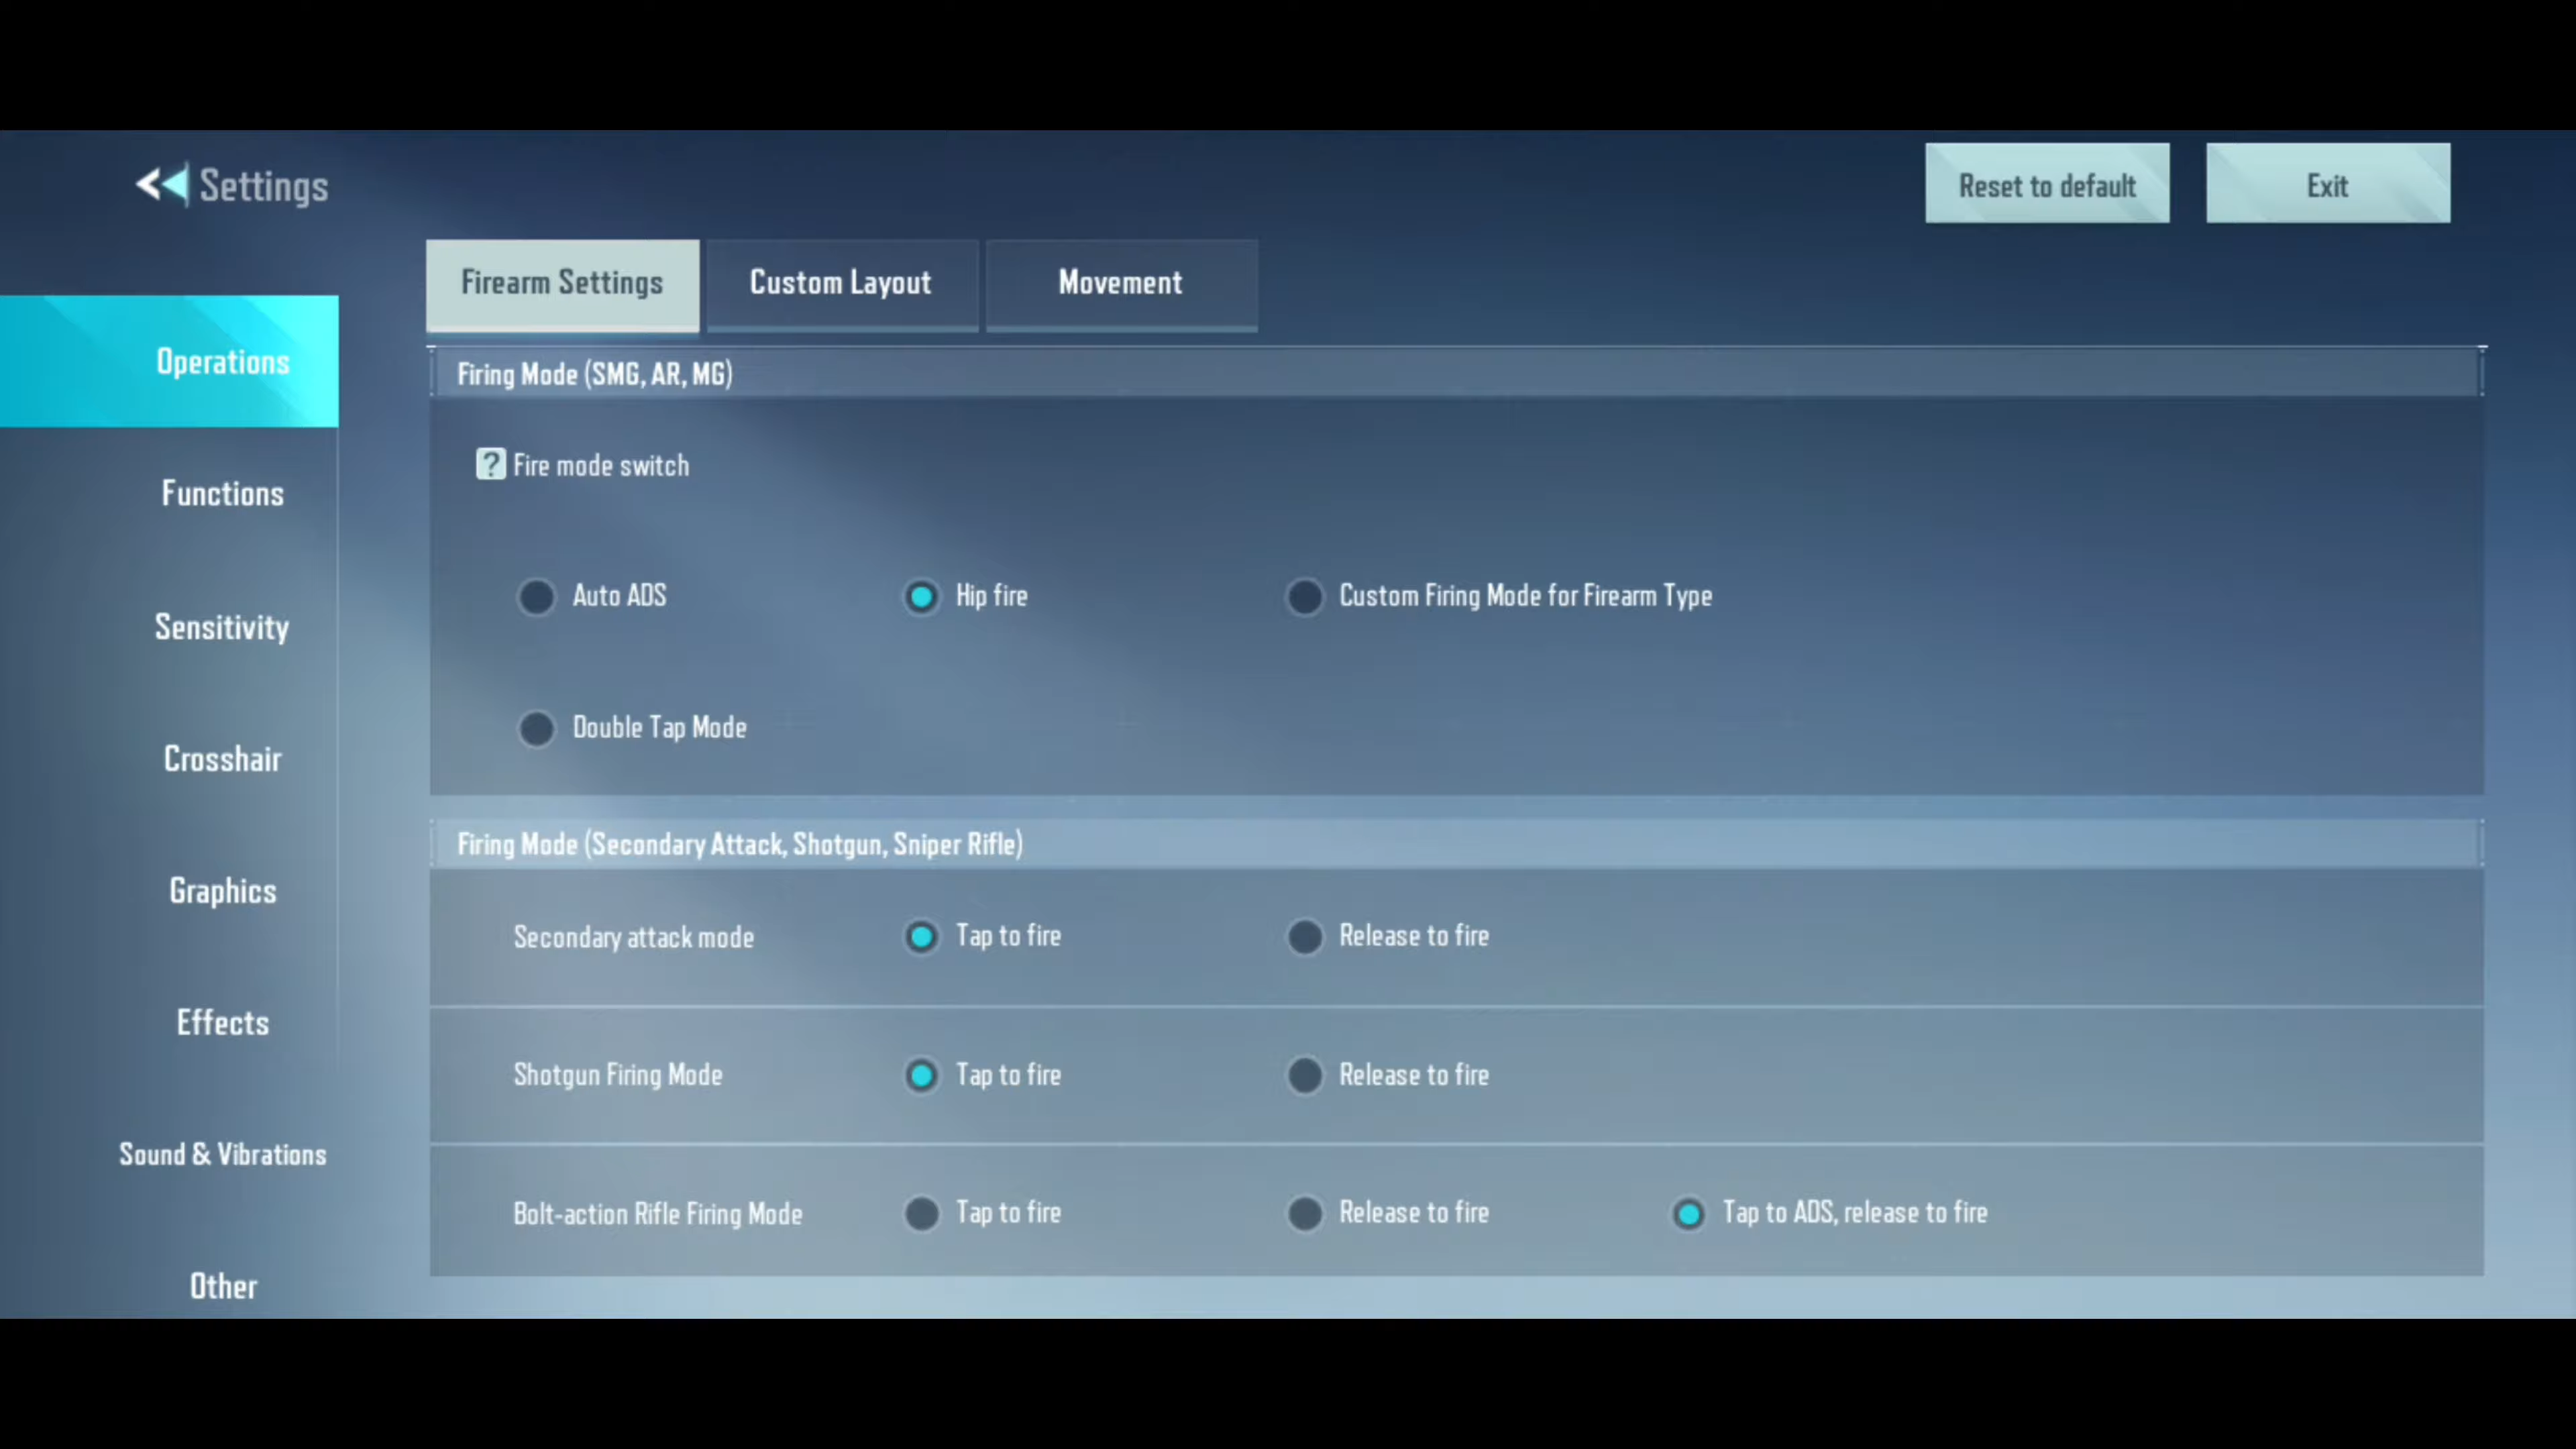 Settings
Reset to default
Exit
Firearm Settings
Custom Layout
Movement
Operations
Functions
Sensitivity
Crosshair
Graphics
Effects
Sound & Vibrations
Other
Firing Mode (SMG, AR, MG)
? Fire mode switch
Auto ADS
Hip fire
Custom Firing Mode for Firearm Type
Double Tap Mode
Firing Mode (Secondary Attack, Shotgun, Sniper Rifle)
Secondary attack mode
Tap to fire
Release to fire
Shotgun Firing Mode
Tap to fire
Release to fire
Bolt-action Rifle Firing Mode
Tap to fire
Release to fire
Tap to ADS, release to fire